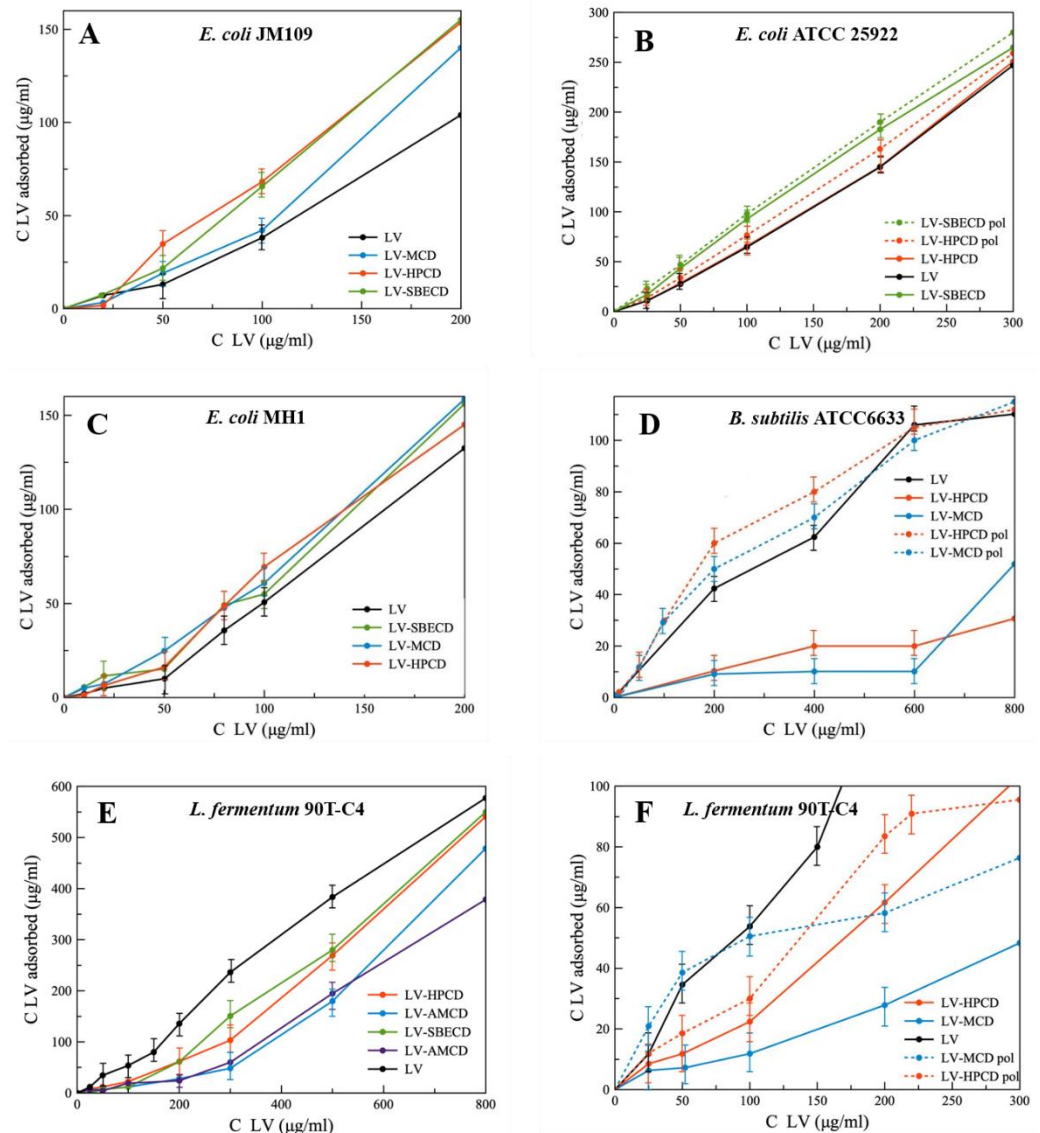 A
E. coli JM109
C LV adsorbed (µg/ml)
150
100
50
0
LV
LV-MCD
LV-HPCD
LV-SBECD
0
50
100
150
200
C LV (µg/ml)
B
E. coli ATCC 25922
C LV adsorbed (µg/ml)
300
250
200
150
100
50
0
LV-SBECD pol
LV-HPCD pol
LV-HPCD
LV
LV-SBECD
0
50
100
150
200
250
300
C LV (µg/ml)
C
E. coli MH1
C LV adsorbed (µg/ml)
150
100
50
0
LV
LV-SBECD
LV-MCD
LV-HPCD
0
50
100
150
200
C LV (µg/ml)
D
B. subtilis ATCC6633
C LV adsorbed (µg/ml)
100
80
60
40
20
0
LV
LV-HPCD
LV-MCD
LV-HPCD pol
LV-MCD pol
0
200
400
600
800
C LV (µg/ml)
E
L. fermentum 90T-C4
C LV adsorbed (µg/ml)
600
500
400
300
200
100
0
LV-HPCD
LV-AMCD
LV-SBECD
LV-AMCD
LV
0
200
400
600
800
C LV (µg/ml)
F
L. fermentum 90T-C4
C LV adsorbed (µg/ml)
100
80
60
40
20
0
LV-HPCD
LV-MCD
LV
LV-MCD pol
LV-HPCD pol
0
50
100
150
200
250
300
C LV (µg/ml)